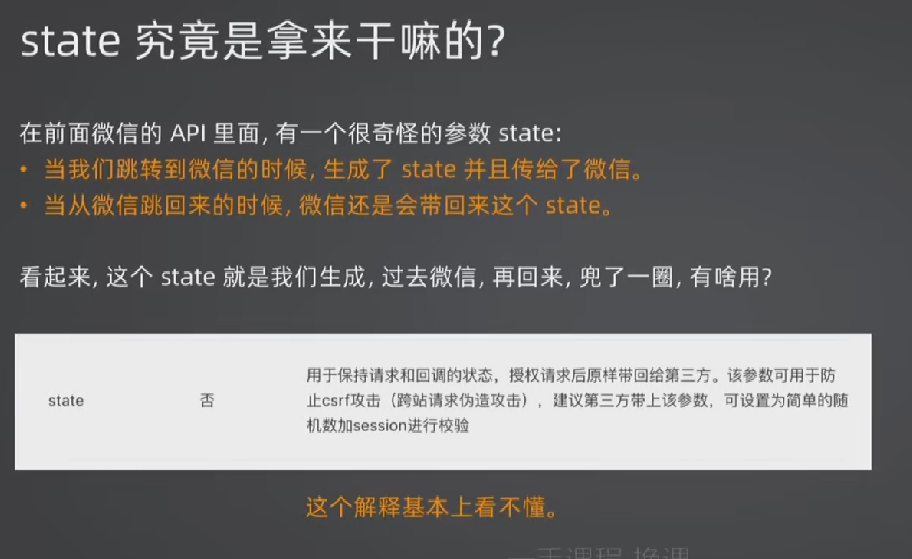 state 究竟是拿来干嘛的?
在前面微信的 API 里面, 有一个很奇怪的参数 state:
• 当我们跳转到微信的时候, 生成了 state 并且传给了微信。
• 当从微信跳回来的时候, 微信还是会带回来这个 state。
看起来, 这个 state 就是我们生成, 过去微信, 再回来, 兜了一圈, 有啥用?
用于保持请求和回调的状态，授权请求后原样带回给第三方。该参数可用于防
state 否 止csrf攻击（跨站请求伪造攻击），建议第三方带上该参数，可设置为简单的随
机数加session进行校验
这个解释基本上看不懂。